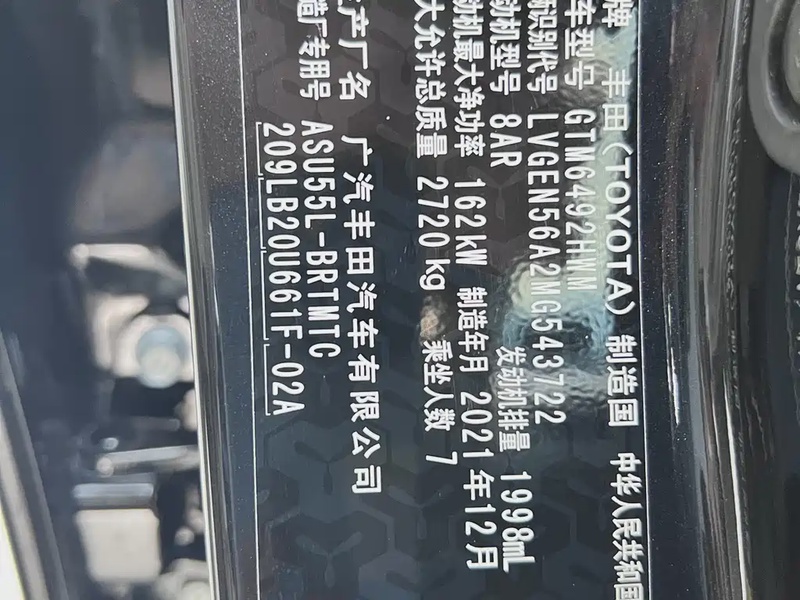 牌 丰田(TOYOTA) 制造国 中华人民共和国
车型号 GTM6492HWM
辆识别代号 LVGEN56A2MG543722
动机型号 8AR 发动机排量 1998mL
动机最大净功率 162kW 制造年月 2021年12月
大允许总质量 2720 kg 乘坐人数 7
产厂名 广汽丰田汽车有限公司
造厂专用号 ASU55L-BRTMTC
209LB20U661F-02A